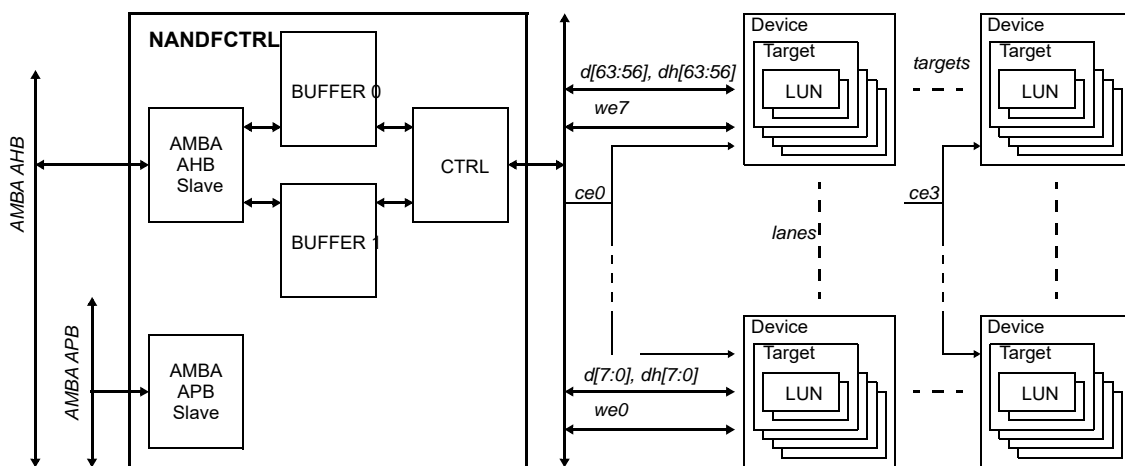 NANDFCTRL
AMBA AHB
AMBA APB
AMBA
AHB
Slave
BUFFER 0
BUFFER 1
CTRL
AMBA
APB
Slave
d[63:56], dh[63:56]
we7
ce0
lanes
d[7:0], dh[7:0]
we0
Device
Target
LUN
targets
Device
Target
LUN
ce3
Device
Target
LUN
Device
Target
LUN